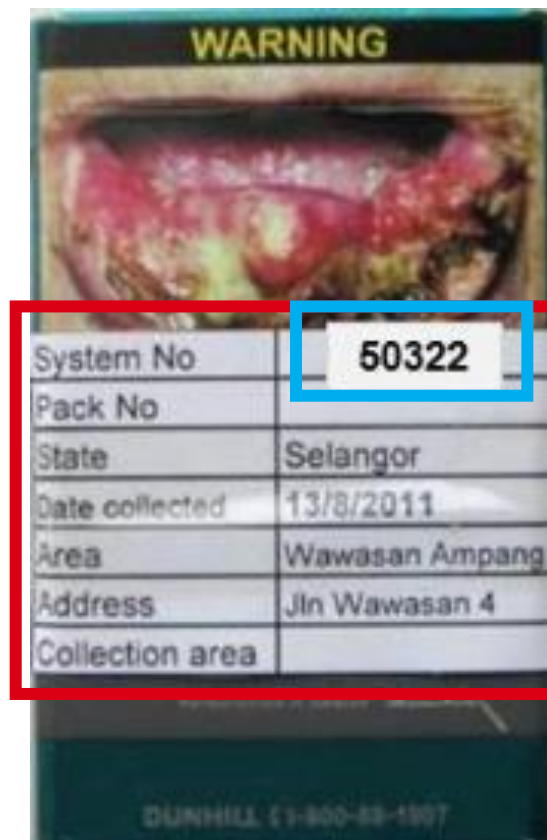 WARNING
System No 50322
Pack No
State Selangor
Date collected 13/8/2011
Area Wawasan Ampang
Address Jln Wawasan 4
Collection area
DUNHILL